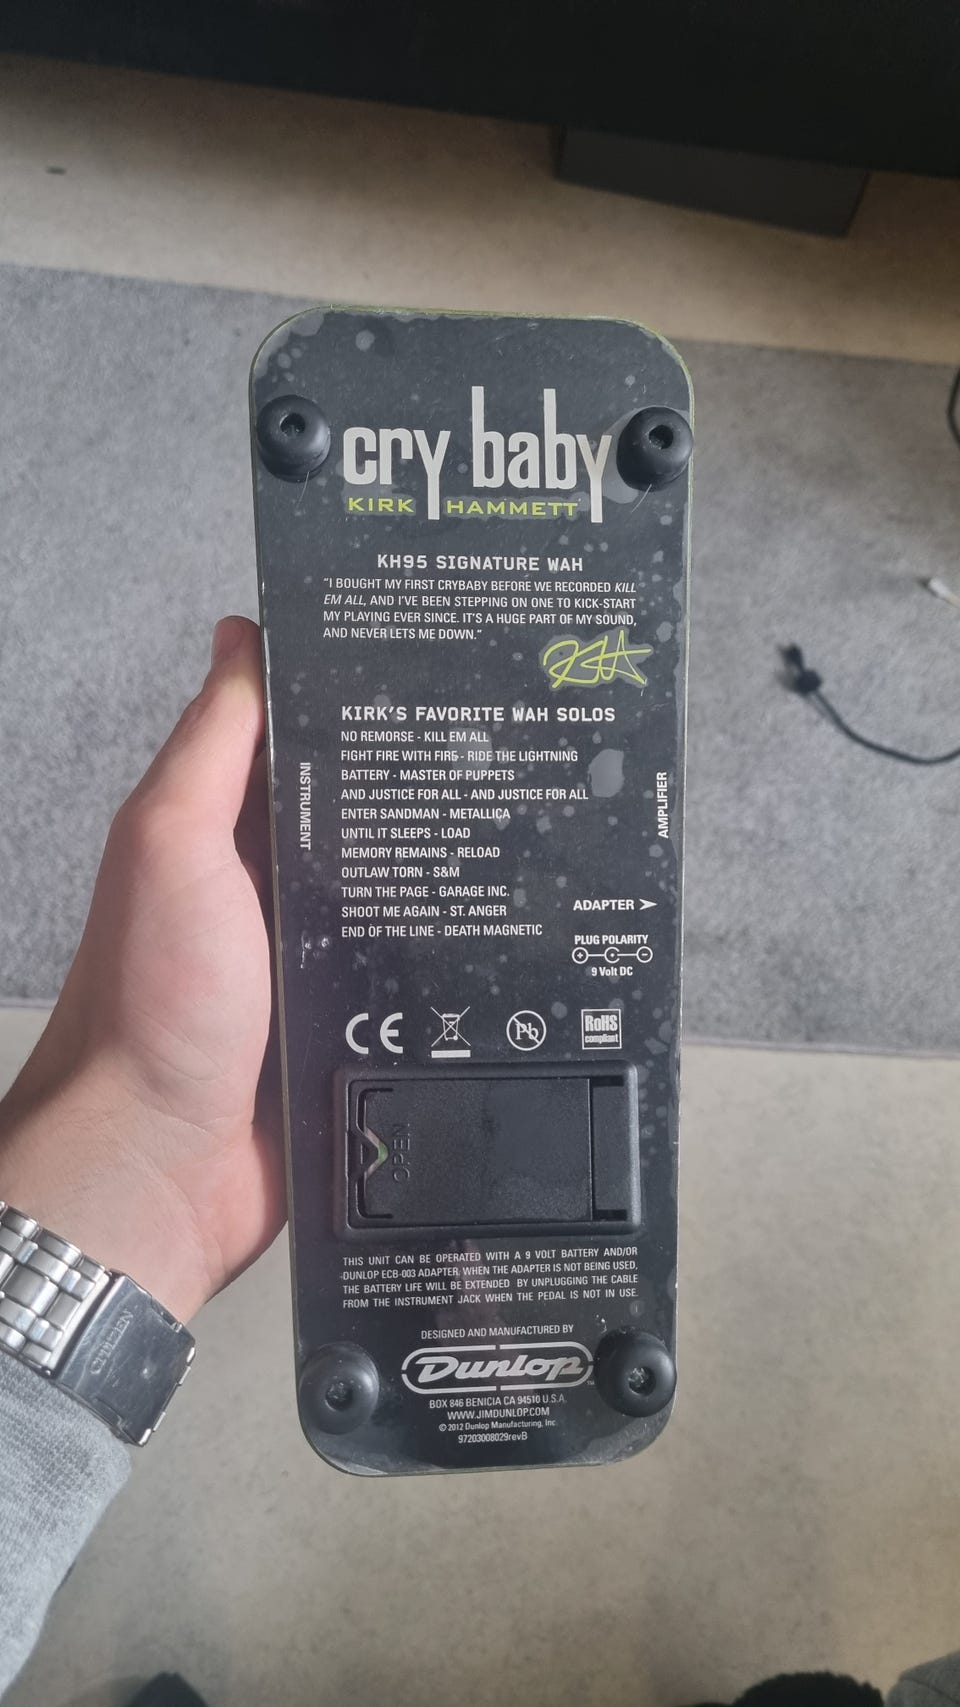 cry baby
KIRK HAMMETT
KH95 SIGNATURE WAH
"I BOUGHT MY FIRST CRYBABY BEFORE WE RECORDED KILL
EM ALL, AND I'VE BEEN STEPPING ON ONE TO KICK-START
MY PLAYING EVER SINCE. IT'S A HUGE PART OF MY SOUND,
AND NEVER LETS ME DOWN."
KH
KIRK'S FAVORITE WAH SOLOS
NO REMORSE - KILL EM ALL
FIGHT FIRE WITH FIRE - RIDE THE LIGHTNING
BATTERY - MASTER OF PUPPETS
AND JUSTICE FOR ALL - AND JUSTICE FOR ALL
ENTER SANDMAN - METALLICA
UNTIL IT SLEEPS - LOAD
MEMORY REMAINS - RELOAD
OUTLAW TORN - S&M
TURN THE PAGE - GARAGE INC.
SHOOT ME AGAIN - ST. ANGER
END OF THE LINE - DEATH MAGNETIC
INSTRUMENT
AMPLIFIER
ADAPTER
PLUG POLARITY
+ -
9 Volt DC
CE
Pb
RoHS
compliant
OPEN
THIS UNIT CAN BE OPERATED WITH A 9 VOLT BATTERY AND/OR
DUNLOP ECB-003 ADAPTER. WHEN THE ADAPTER IS NOT BEING USED,
THE BATTERY LIFE WILL BE EXTENDED BY UNPLUGGING THE CABLE
FROM THE INSTRUMENT JACK WHEN THE PEDAL IS NOT IN USE.
DESIGNED AND MANUFACTURED BY
Dunlop™
BOX 846 BENICIA CA 94510 U.S.A.
WWW.JIMDUNLOP.COM
© 2012 Dunlop Manufacturing, Inc.
97203008029revB
CITIZEN